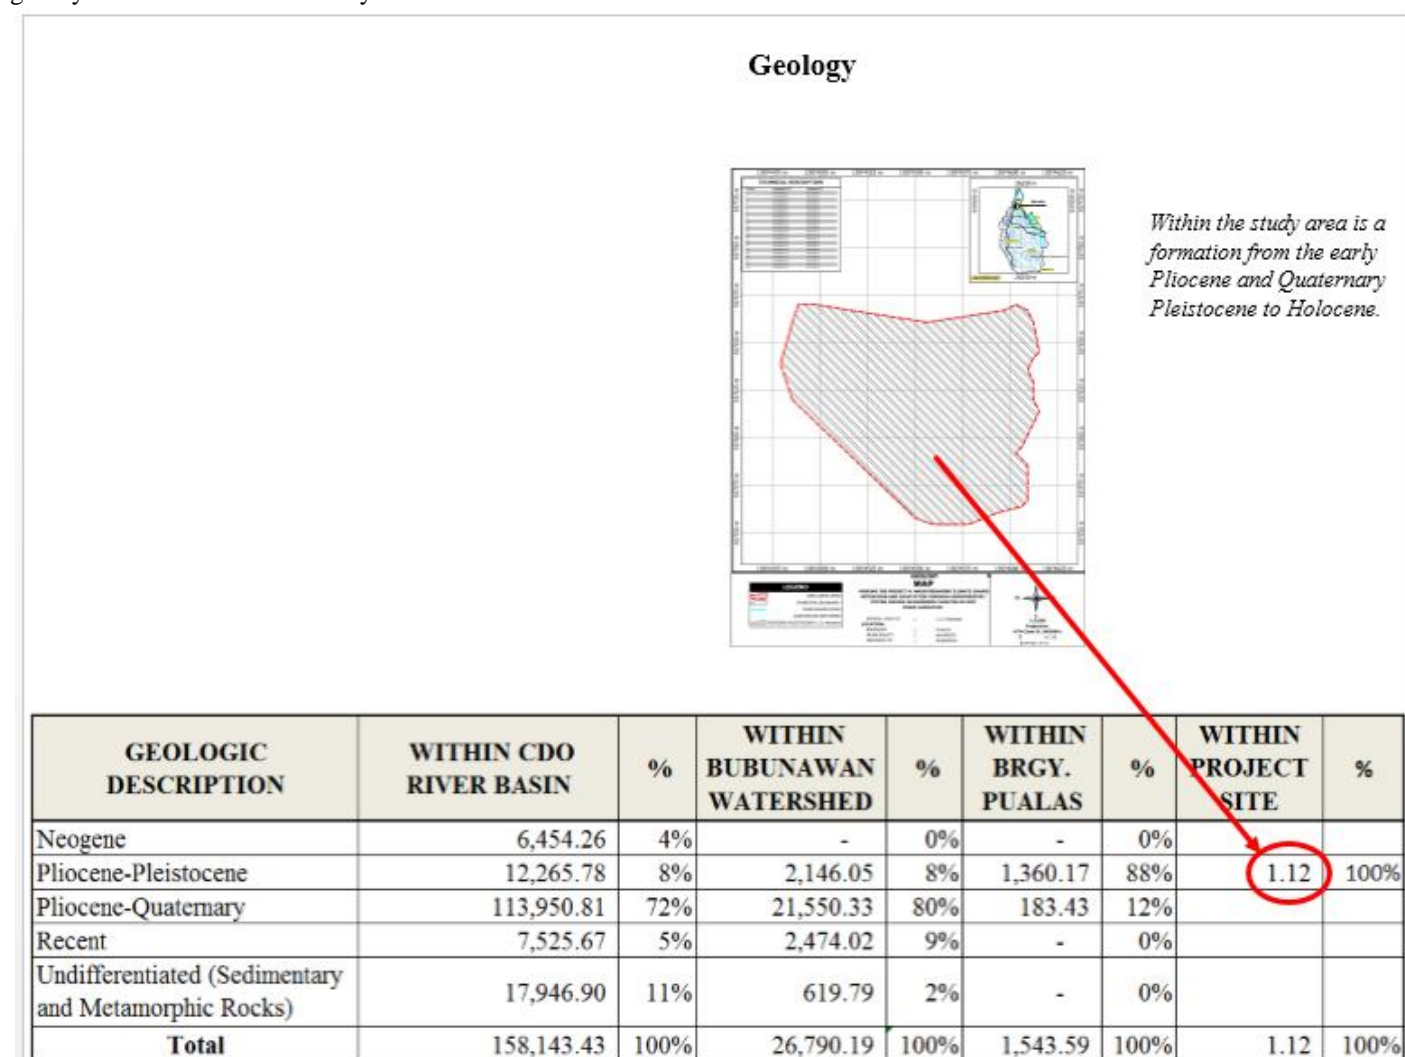 Geology
Within the study area is a
formation from the early
Pliocene and Quaternary
Pleistocene to Holocene.
MAP
GEOLOGIC DESCRIPTION | WITHIN CDO RIVER BASIN | % | WITHIN BUBUNAWAN WATERSHED | % | WITHIN BRGY. PUALAS | % | WITHIN PROJECT SITE | %
Neogene | 6,454.26 | 4% | - | 0% | - | 0%
Pliocene-Pleistocene | 12,265.78 | 8% | 2,146.05 | 8% | 1,360.17 | 88% | 1.12 | 100%
Pliocene-Quaternary | 113,950.81 | 72% | 21,550.33 | 80% | 183.43 | 12%
Recent | 7,525.67 | 5% | 2,474.02 | 9% | - | 0%
Undifferentiated (Sedimentary and Metamorphic Rocks) | 17,946.90 | 11% | 619.79 | 2% | - | 0%
Total | 158,143.43 | 100% | 26,790.19 | 100% | 1,543.59 | 100% | 1.12 | 100%